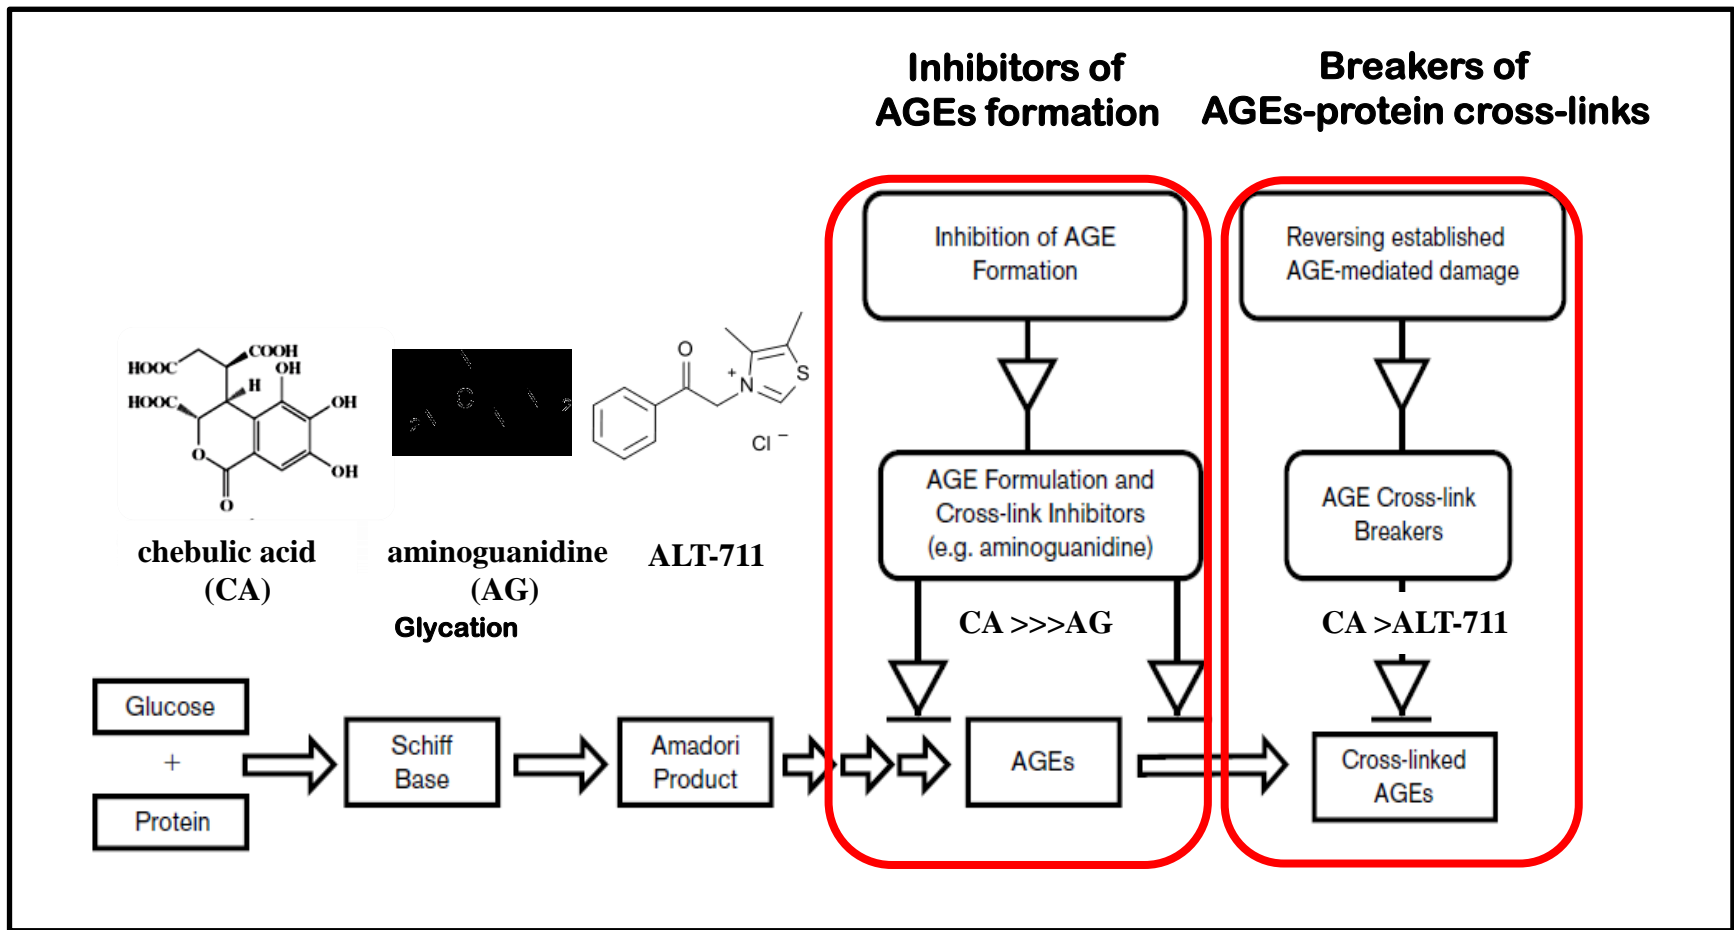 Inhibitors of
AGEs formation
Breakers of
AGEs-protein cross-links
Inhibition of AGE
Formation
Reversing established
AGE-mediated damage
HOOC
COOH
OH
H
HOOC
OH
O
OH
O
O
N
+
S
Cl −
chebulic acid
(CA)
aminoguanidine
(AG)
ALT-711
AGE Formulation and
Cross-link Inhibitors
(e.g. aminoguanidine)
AGE Cross-link
Breakers
CA >>>AG
CA >ALT-711
Glycation
Glucose
+
Protein
Schiff
Base
Amadori
Product
AGEs
Cross-linked
AGEs